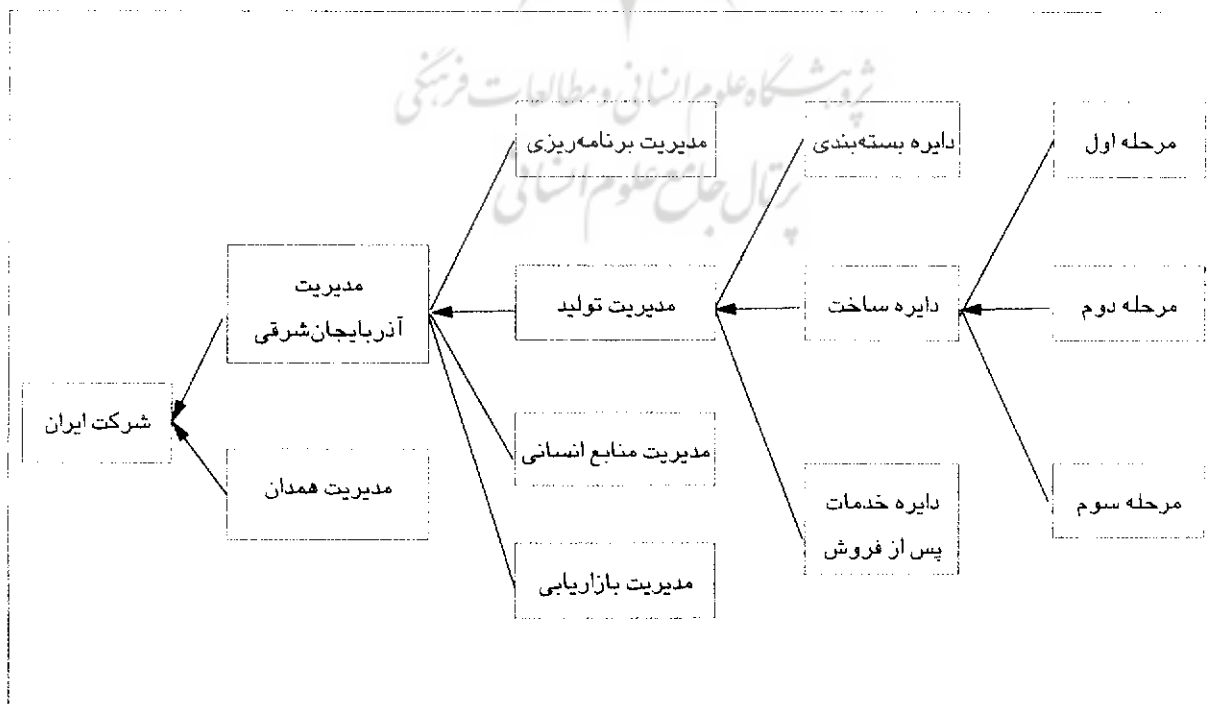 پژوهشگاه علوم انسانی و مطالعات فرهنگی
پرتال جامع علوم انسانی
مرحله اول
مرحله دوم
مرحله سوم
دایره بسته‌بندی
دایره ساخت
دایره خدمات
پس از فروش
مدیریت برنامه‌ریزی
مدیریت تولید
مدیریت منابع انسانی
مدیریت بازاریابی
مدیریت
آذربایجان‌شرقی
مدیریت همدان
شرکت ایران